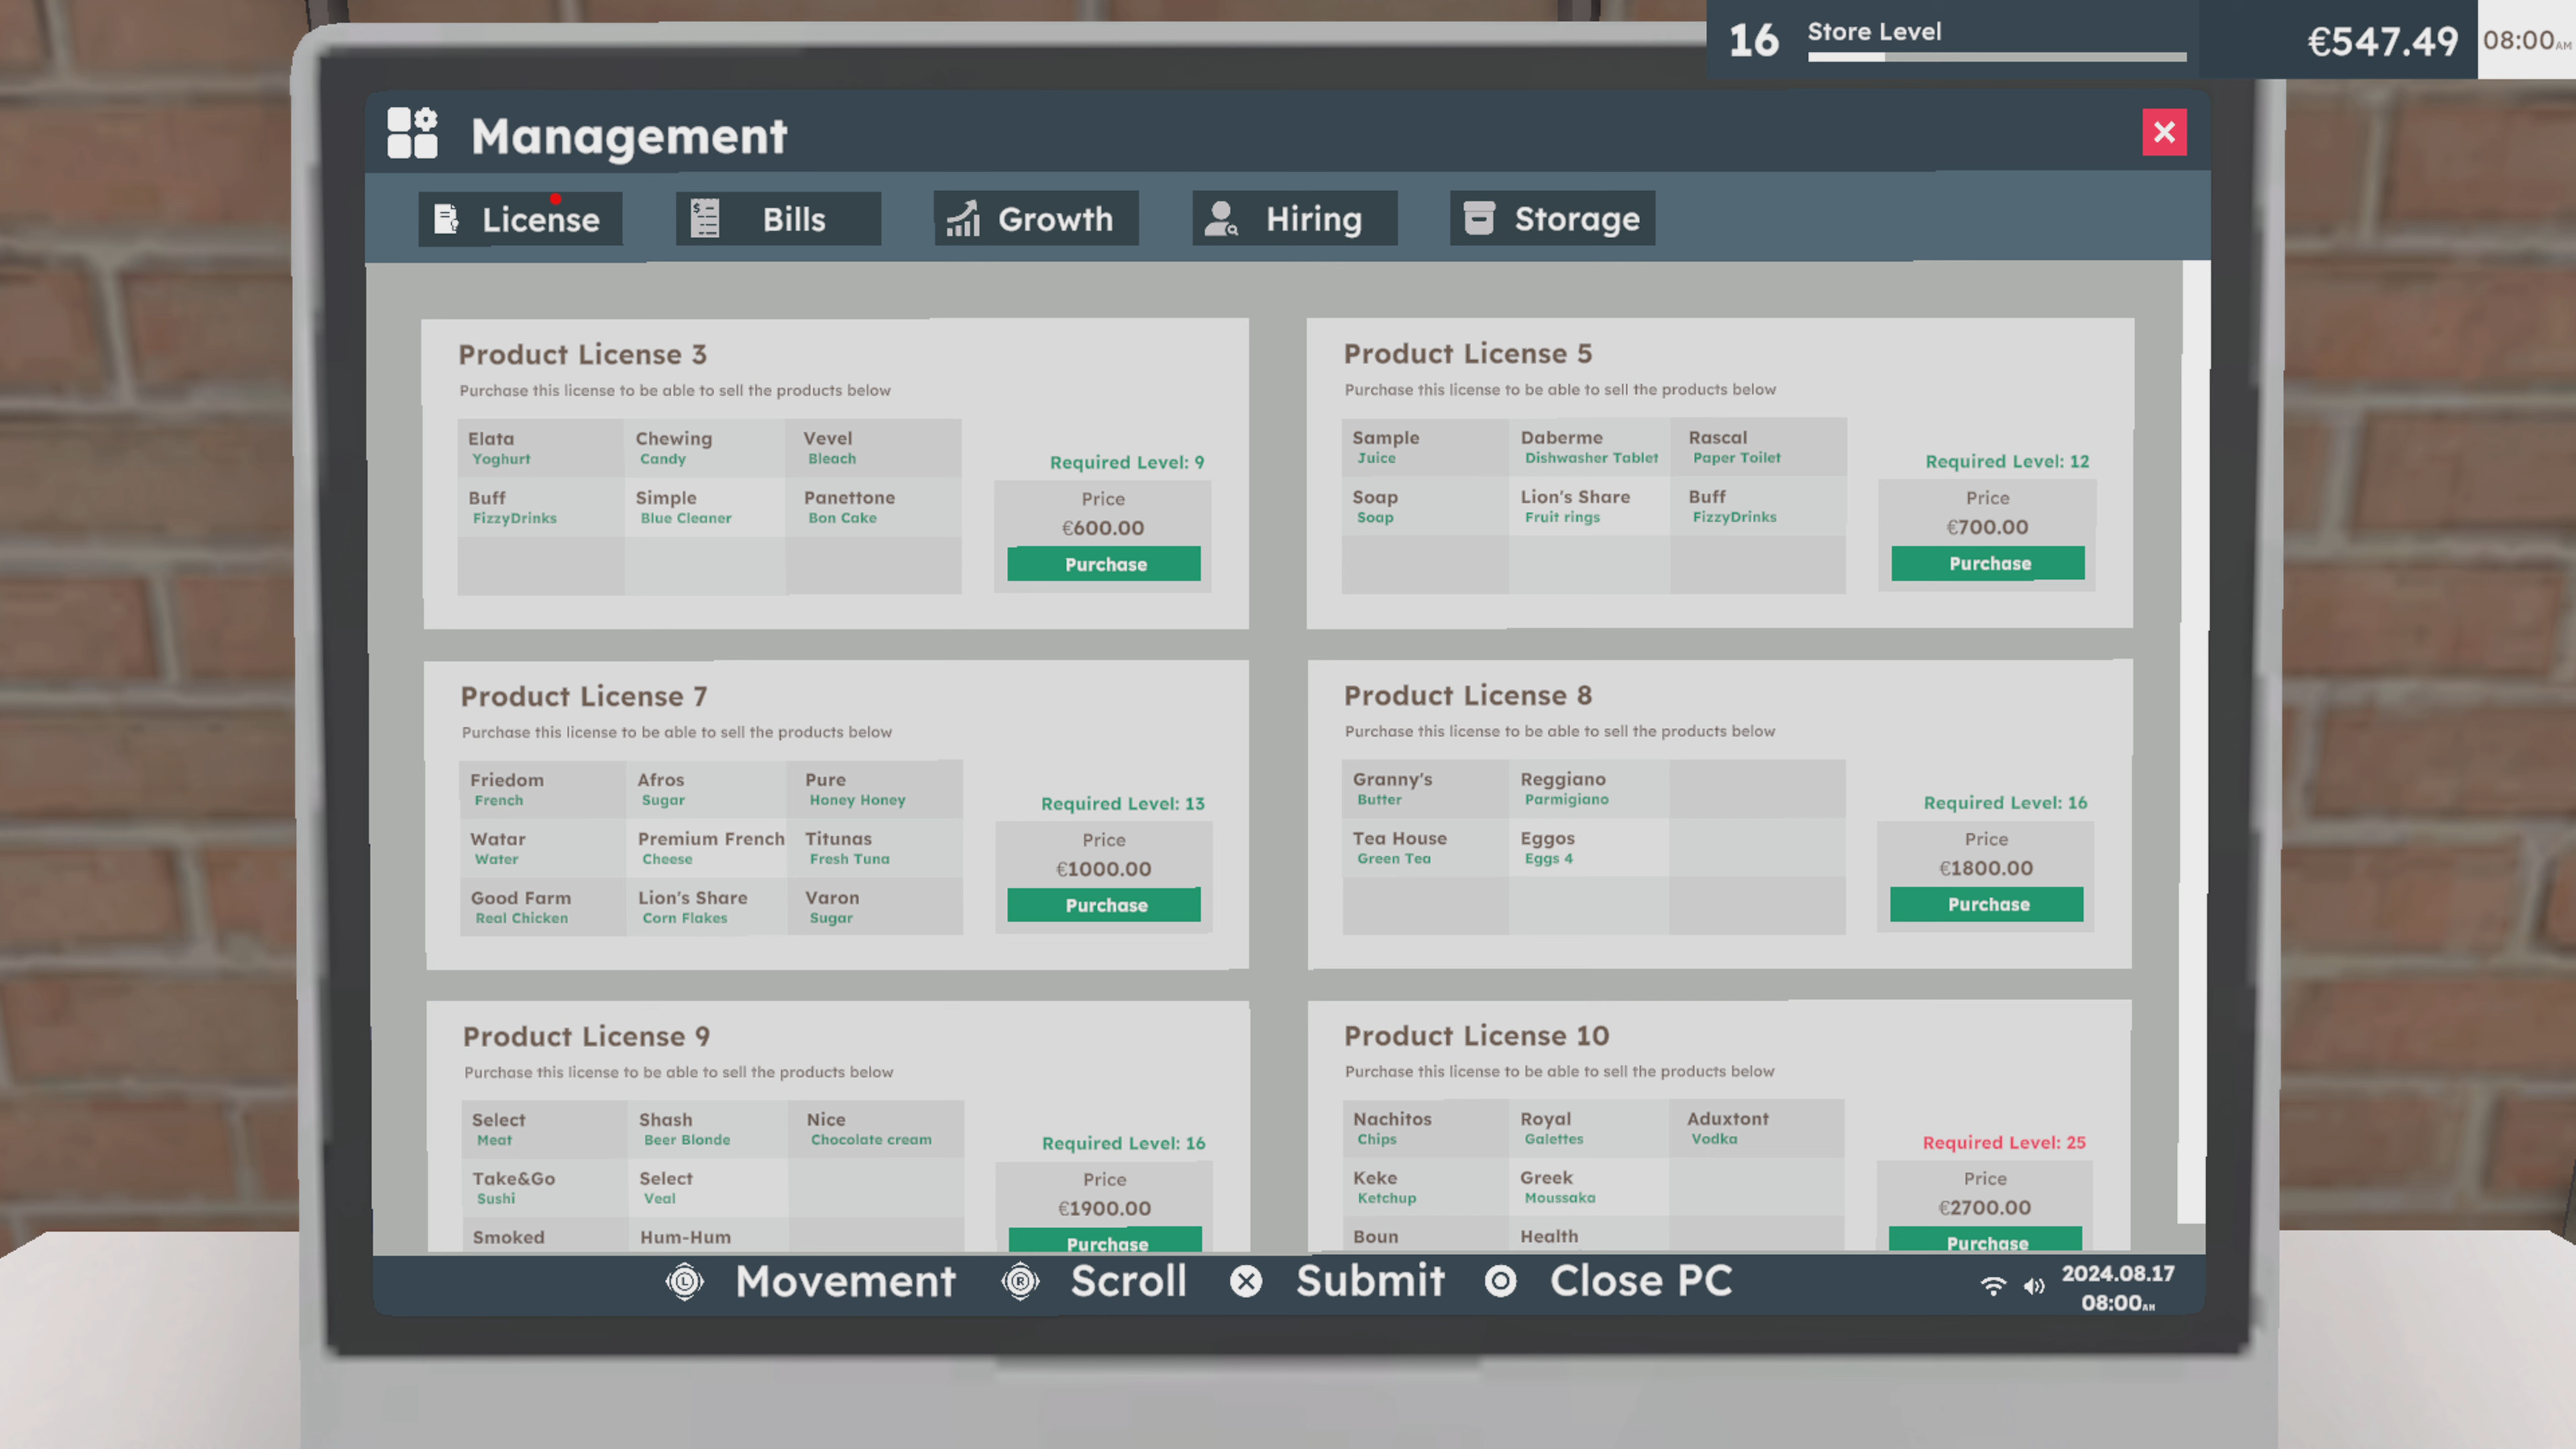 16
Store Level
€547.49
08:00AM
Management
License
Bills
Growth
Hiring
Storage
Product License 3
Purchase this license to be able to sell the products below
Elata
Yoghurt
Chewing
Candy
Vevel
Bleach
Buff
FizzyDrinks
Simple
Blue Cleaner
Panettone
Bon Cake
Required Level: 9
Price
€600.00
Purchase
Product License 5
Purchase this license to be able to sell the products below
Sample
Juice
Daberme
Dishwasher Tablet
Rascal
Paper Toilet
Soap
Soap
Lion's Share
Fruit rings
Buff
FizzyDrinks
Required Level: 12
Price
€700.00
Purchase
Product License 7
Purchase this license to be able to sell the products below
Friedom
French
Afros
Sugar
Pure
Honey Honey
Watar
Water
Premium French
Cheese
Titunas
Fresh Tuna
Good Farm
Real Chicken
Lion's Share
Corn Flakes
Varon
Sugar
Required Level: 13
Price
€1000.00
Purchase
Product License 8
Purchase this license to be able to sell the products below
Granny's
Butter
Reggiano
Parmigiano
Tea House
Green Tea
Eggos
Eggs 4
Required Level: 16
Price
€1800.00
Purchase
Product License 9
Purchase this license to be able to sell the products below
Select
Meat
Shash
Beer Blonde
Nice
Chocolate cream
Take&Go
Sushi
Select
Veal
Smoked
Hum-Hum
Required Level: 16
Price
€1900.00
Purchase
Product License 10
Purchase this license to be able to sell the products below
Nachitos
Chips
Royal
Galettes
Aduxtont
Vodka
Keke
Ketchup
Greek
Moussaka
Boun
Health
Required Level: 25
Price
€2700.00
Purchase
L Movement
R Scroll
Submit
Close PC
2024.08.17
08:00AM